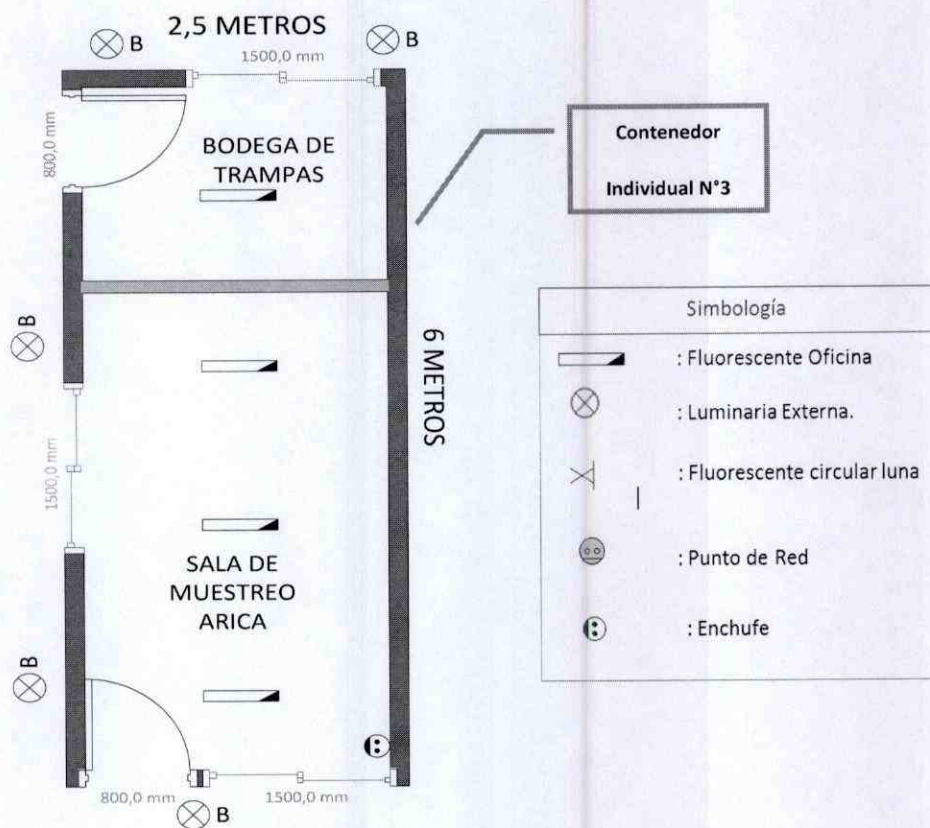 2,5 METROS
B
B
1500,0 mm
800,0 mm
BODEGA DE
TRAMPAS
Contenedor
Individual N°3
B
6 METROS
1500,0 mm
Simbología
: Fluorescente Oficina
: Luminaria Externa.
: Fluorescente circular luna
: Punto de Red
: Enchufe
SALA DE
MUESTREO
ARICA
B
800,0 mm
1500,0 mm
B